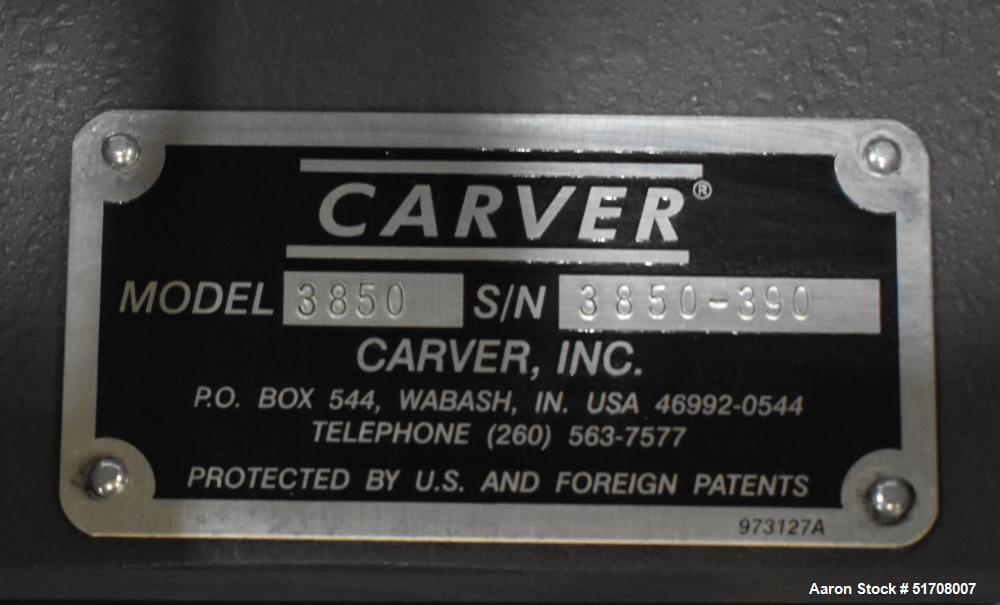 CARVER®
MODEL 3850 S/N 3850-390
CARVER, INC.
P.O. BOX 544, WABASH, IN. USA 46992-0544
TELEPHONE (260) 563-7577
PROTECTED BY U.S. AND FOREIGN PATENTS
973127A
Aaron Stock # 51708007